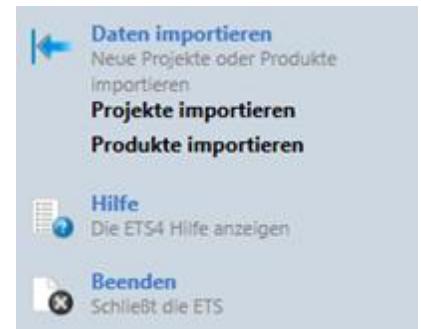 Daten importieren
Neue Projekte oder Produkte
importieren
Projekte importieren
Produkte importieren
Hilfe
Die ETS4 Hilfe anzeigen
Beenden
Schließt die ETS